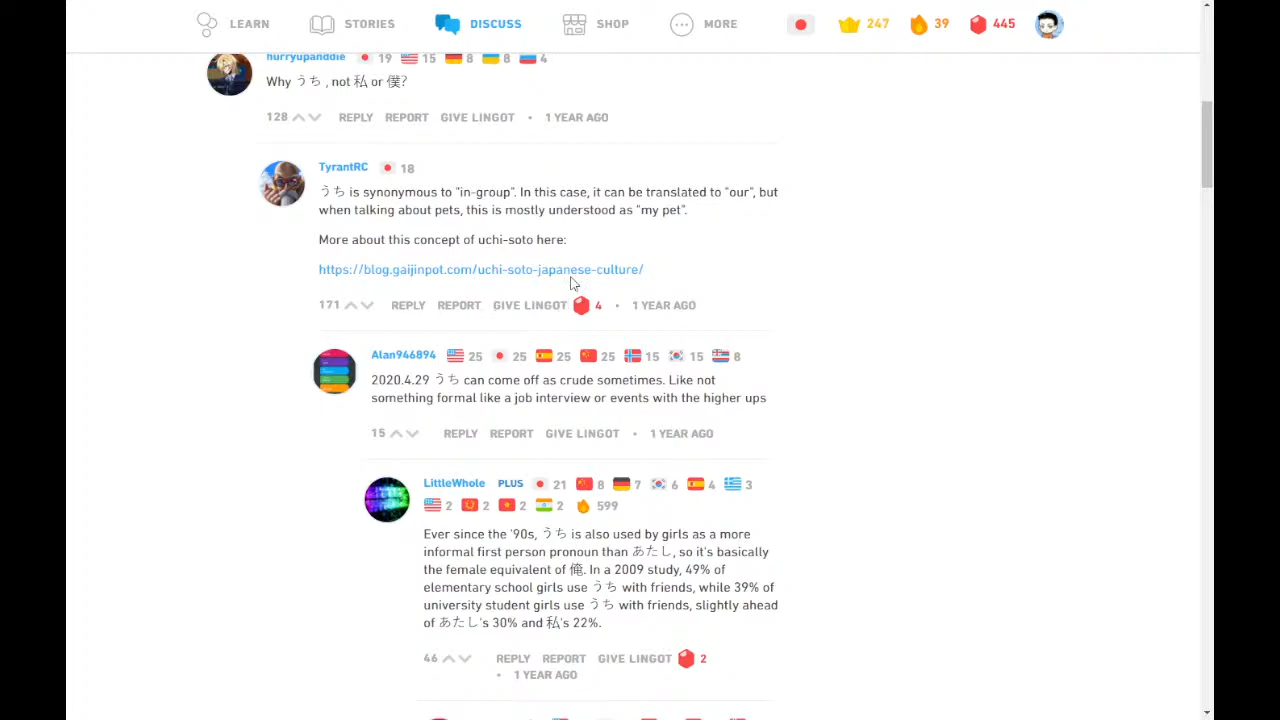 LEARN STORIES DISCUSS SHOP MORE 247 39 445
hurryupanddie 19 15 8 8 4
Why うち , not 私 or 僕?
128 REPLY REPORT GIVE LINGOT • 1 YEAR AGO
TyrantRC 18
うち is synonymous to "in-group". In this case, it can be translated to "our", but
when talking about pets, this is mostly understood as "my pet".
More about this concept of uchi-soto here:
https://blog.gaijinpot.com/uchi-soto-japanese-culture/
171 REPLY REPORT GIVE LINGOT 4 • 1 YEAR AGO
Alan946894 25 25 25 25 15 15 8
2020.4.29 うち can come off as crude sometimes. Like not
something formal like a job interview or events with the higher ups
15 REPLY REPORT GIVE LINGOT • 1 YEAR AGO
LittleWhole PLUS 21 8 7 6 4 3
2 2 2 2 599
Ever since the '90s, うち is also used by girls as a more
informal first person pronoun than あたし, so it's basically
the female equivalent of 俺. In a 2009 study, 49% of
elementary school girls use うち with friends, while 39% of
university student girls use うち with friends, slightly ahead
of あたし's 30% and 私's 22%.
46 REPLY REPORT GIVE LINGOT 2
• 1 YEAR AGO